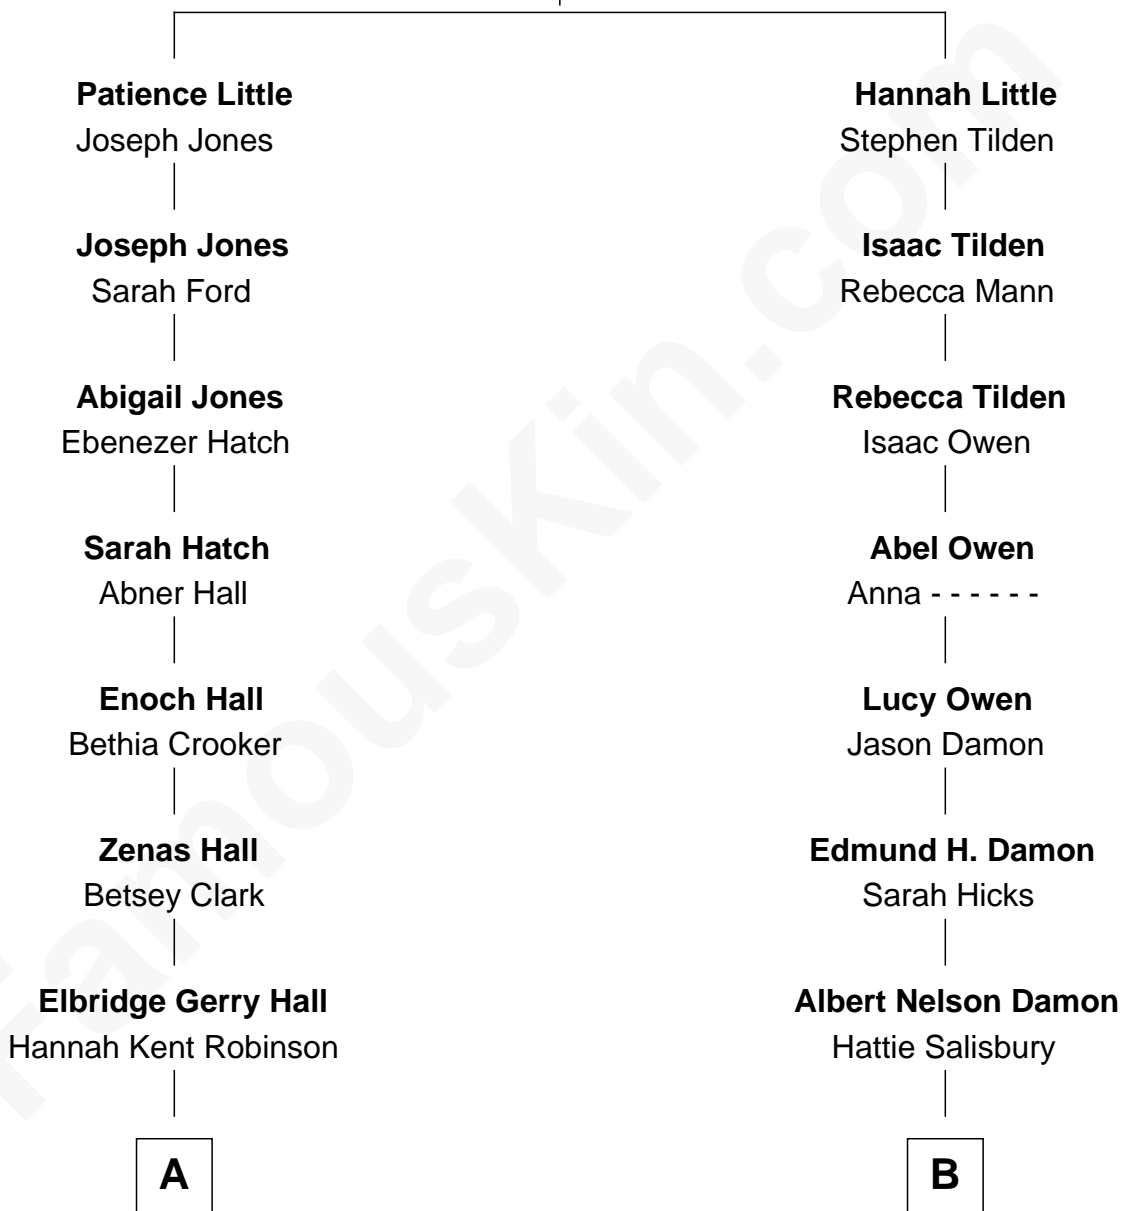 Patience Little
Joseph Jones
Joseph Jones
Sarah Ford
Abigail Jones
Ebenezer Hatch
Sarah Hatch
Abner Hall
Enoch Hall
Bethia Crooker
Zenas Hall
Betsey Clark
Elbridge Gerry Hall
Hannah Kent Robinson
A
Hannah Little
Stephen Tilden
Isaac Tilden
Rebecca Mann
Rebecca Tilden
Isaac Owen
Abel Owen
Anna - - - - - -
Lucy Owen
Jason Damon
Edmund H. Damon
Sarah Hicks
Albert Nelson Damon
Hattie Salisbury
B
FamousKin.com